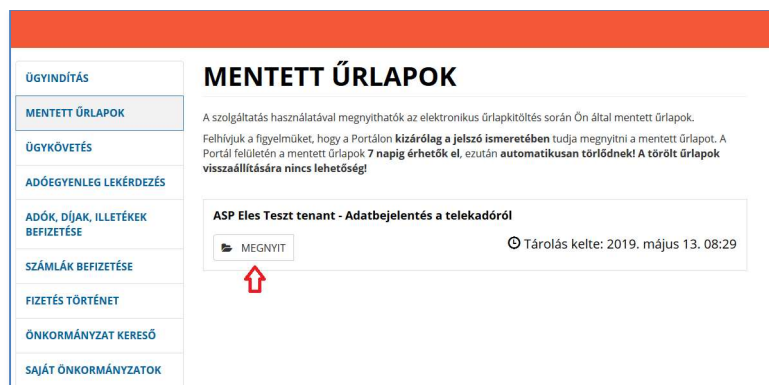 ÜGYINDÍTÁS
MENTETT ŰRLAPOK
ÜGYKÖVETÉS
ADÓEGYENLEG LEKÉRDEZÉS
ADÓK, DÍJAK, ILLETÉKEK
BEFIZETÉSE
SZÁMLÁK BEFIZETÉSE
FIZETÉS TÖRTÉNET
ÖNKORMÁNYZAT KERESŐ
SAJÁT ÖNKORMÁNYZATOK
MENTETT ŰRLAPOK
A szolgáltatás használatával megnyithatók az elektronikus űrlapkitöltés során Ön által mentett űrlapok.
Felhívjuk a figyelmüket, hogy a Portálon kizárólag a jelszó ismeretében tudja megnyitni a mentett űrlapot. A
Portál felületén a mentett űrlapok 7 napig érhetők el, ezután automatikusan törlődnek! A törölt űrlapok
visszaállítására nincs lehetőség!
ASP Eles Teszt tenant - Adatbejelentés a telekadóról
MEGNYIT
Tárolás kelte: 2019. május 13. 08:29